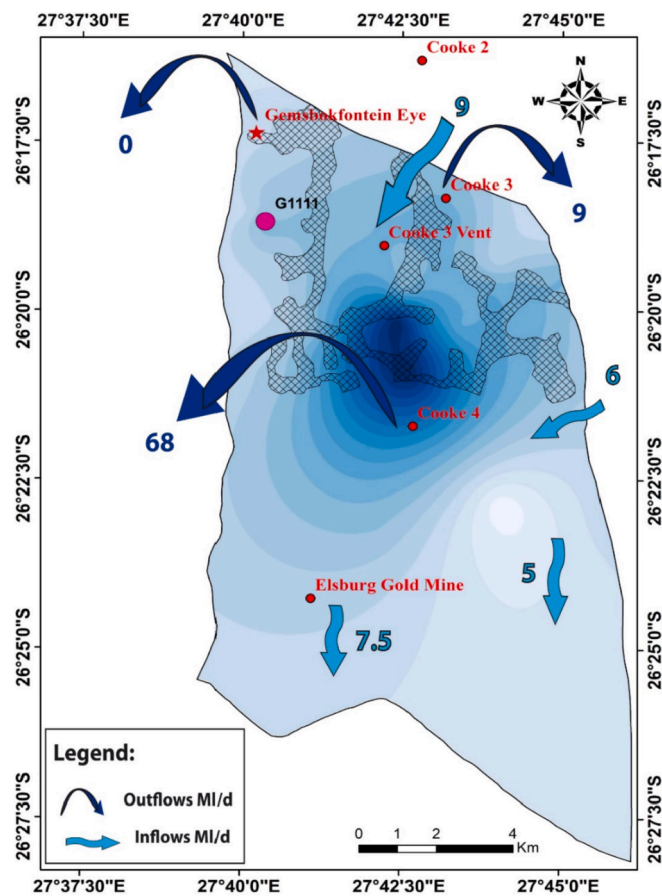 27°37'30"E 27°40'0"E 27°42'30"E 27°45'0"E
Cooke 2
N
W E
S
Gemsbokfontein Eye
9
26°17'30"S
26°17'30"S
0
G1111
Cooke 3
9
Cooke 3 Vent
26°20'0"S
26°20'0"S
6
Cooke 4
68
26°22'30"S
26°22'30"S
5
Elsburg Gold Mine
7.5
26°25'0"S
26°25'0"S
Legend:
Outflows Ml/d
Inflows Ml/d
26°27'30"S
26°27'30"S
0 1 2 4
Km
27°37'30"E 27°40'0"E 27°42'30"E 27°45'0"E